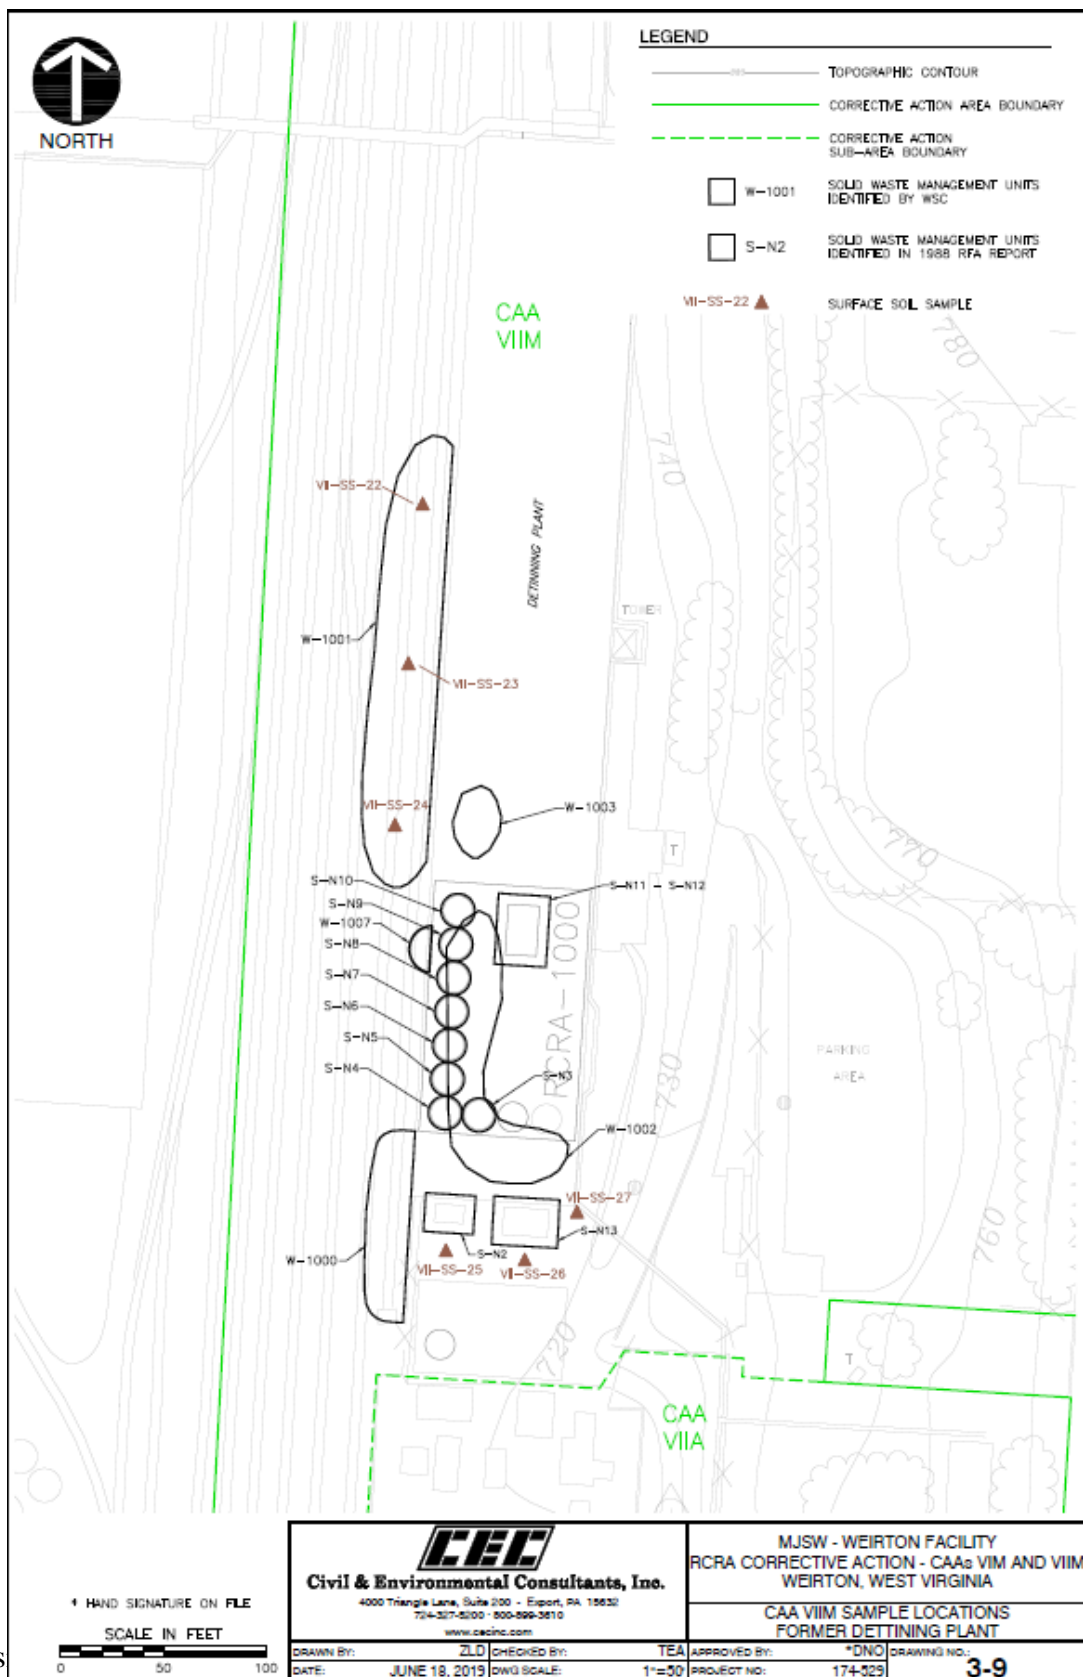 NORTH
LEGEND
TOPOGRAPHIC CONTOUR
CORRECTIVE ACTION AREA BOUNDARY
CORRECTIVE ACTION
SUB-AREA BOUNDARY
W-1001
SOLID WASTE MANAGEMENT UNITS
IDENTIFIED BY WSC
S-N2
SOLID WASTE MANAGEMENT UNITS
IDENTIFIED IN 1988 RFA REPORT
VII-SS-22
SURFACE SOIL SAMPLE
CAA
VIIM
780
740
VII-SS-22
DETINNING PLANT
TOWER
W-1001
VII-SS-23
VII-SS-24
W-1003
T
770
S-N10
S-N11 - S-N12
S-N9
W-1007
S-N8
S-N7
S-N6
S-N5
S-N4
S-N3
RCRA-1000
PARKING
AREA
730
W-1002
VII-SS-27
S-N13
S-N2
W-1000
VII-SS-25
VII-SS-26
760
720
T
CAA
VIIA
* HAND SIGNATURE ON FILE
SCALE IN FEET
0 50 100
s
CEC
Civil & Environmental Consultants, Inc.
4000 Triangle Lane, Suite 200 - Export, PA 15632
724-327-5200 · 800-899-3610
www.cecinc.com
MJSW - WEIRTON FACILITY
RCRA CORRECTIVE ACTION - CAAs VIM AND VIIM
WEIRTON, WEST VIRGINIA
CAA VIIM SAMPLE LOCATIONS
FORMER DETTINING PLANT
DRAWN BY: ZLD CHECKED BY: TEA APPROVED BY: *DNO DRAWING NO.:
DATE: JUNE 18, 2019 DWG SCALE: 1"=50' PROJECT NO: 174-529 3-9